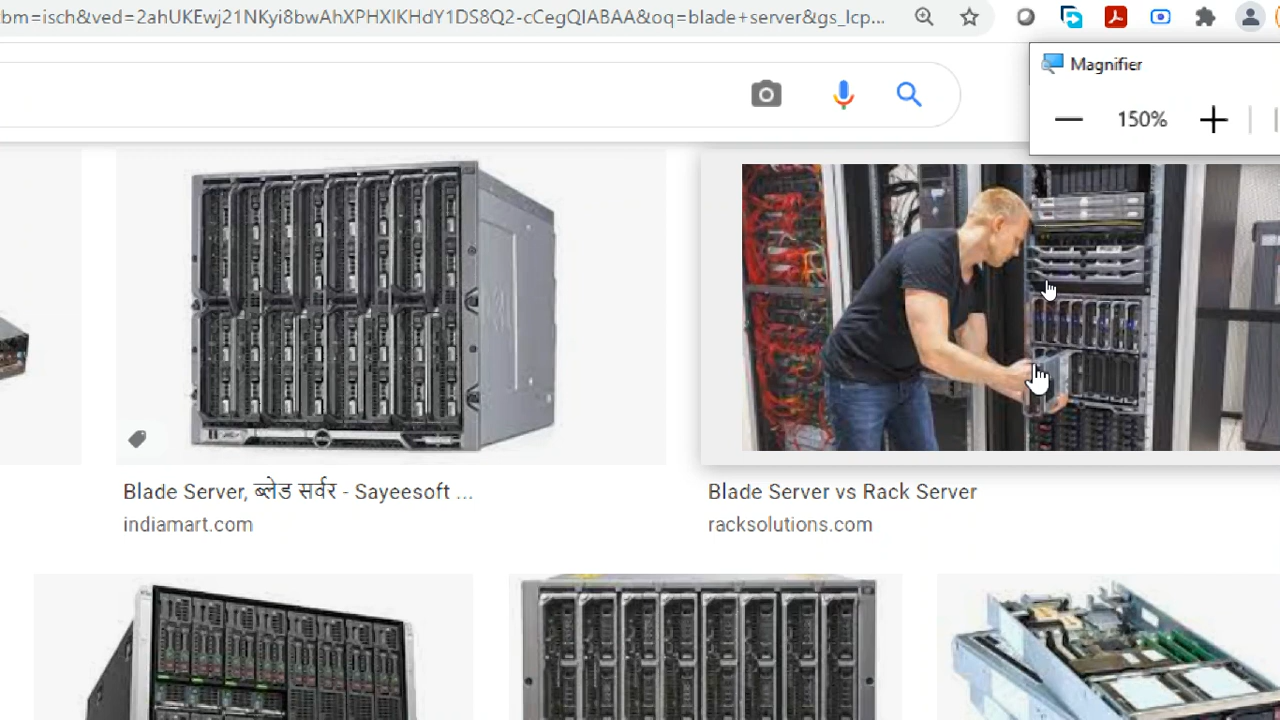 bm=isch&ved=2ahUKEwj21NKyi8bwAhXPHXIKHdY1DS8Q2-cCegQIABAA&oq=blade+server&gs_lcp...
Magnifier
150%
Blade Server, ब्लेड सर्वर - Sayeesoft ...
indiamart.com
Blade Server vs Rack Server
racksolutions.com